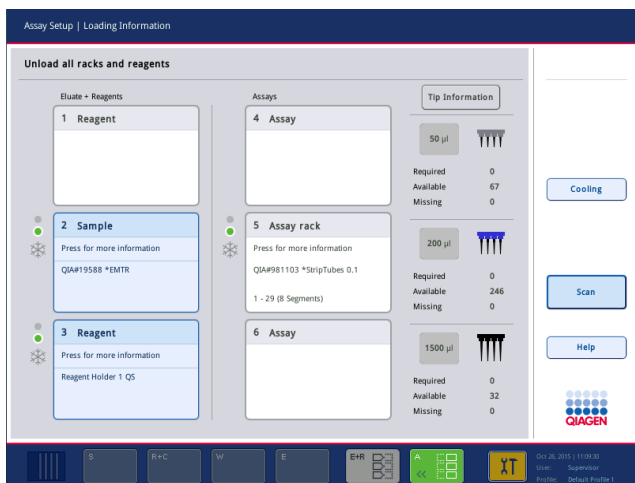 Assay Setup | Loading Information
Unload all racks and reagents
Eluate + Reagents
Assays
Tip Information
1 Reagent
4 Assay
50 µl
Required 0
Available 67
Missing 0
2 Sample
Press for more information
QIA#19588 *EMTR
5 Assay rack
Press for more information
QIA#981103 *StripTubes 0.1
1 - 29 (8 Segments)
200 µl
Required 0
Available 246
Missing 0
3 Reagent
Press for more information
Reagent Holder 1 QS
6 Assay
1500 µl
Required 0
Available 32
Missing 0
Cooling
Scan
Help
QIAGEN
S
R+C
W
E
E+R
A
Oct 26, 2015 | 11:09:30
User: Supervisor
Profile: Default Profile 1